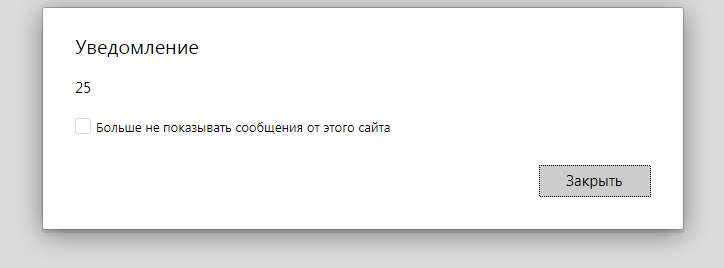 Уведомление
25
Больше не показывать сообщения от этого сайта
Закрыть